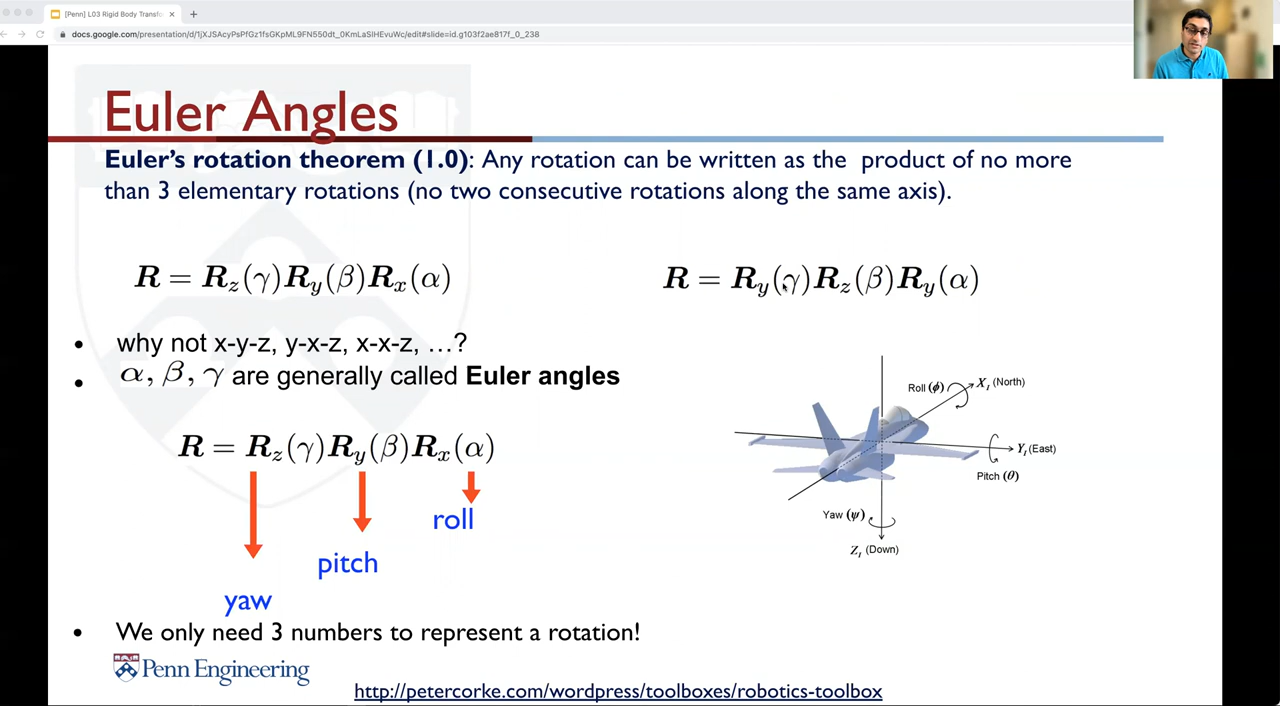 [Penn] L03 Rigid Body Transfo
docs.google.com/presentation/d/1jXJSAcyPsPfGz1fsGKpML9FN550dt_0KmLaSIHEvuWc/edit#slide=id.g103f2ae817f_0_238
Euler Angles
Euler's rotation theorem (1.0): Any rotation can be written as the product of no more
than 3 elementary rotations (no two consecutive rotations along the same axis).
R = R_z(γ)R_y(β)R_x(α)
R = R_y(γ)R_z(β)R_y(α)
• why not x-y-z, y-x-z, x-x-z, …?
• α, β, γ are generally called Euler angles
R = R_z(γ)R_y(β)R_x(α)
roll
pitch
yaw
Roll (ϕ)
X_I (North)
Y_I (East)
Pitch (θ)
Yaw (ψ)
Z_I (Down)
• We only need 3 numbers to represent a rotation!
Penn Engineering
http://petercorke.com/wordpress/toolboxes/robotics-toolbox